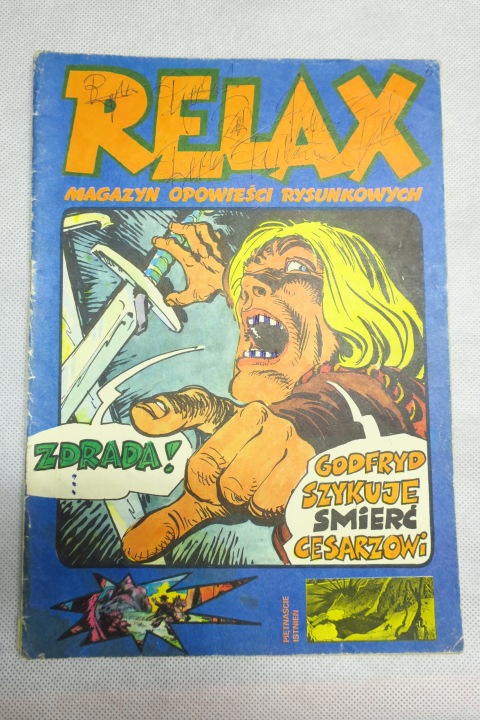 RELAX
MAGAZYN OPOWIEŚCI RYSUNKOWYCH
ZDRADA!
GODFRYD
SZYKUJE
ŚMIERĆ
CESARZOWi
PIĘTNAŚCIE
ISTNIEŃ